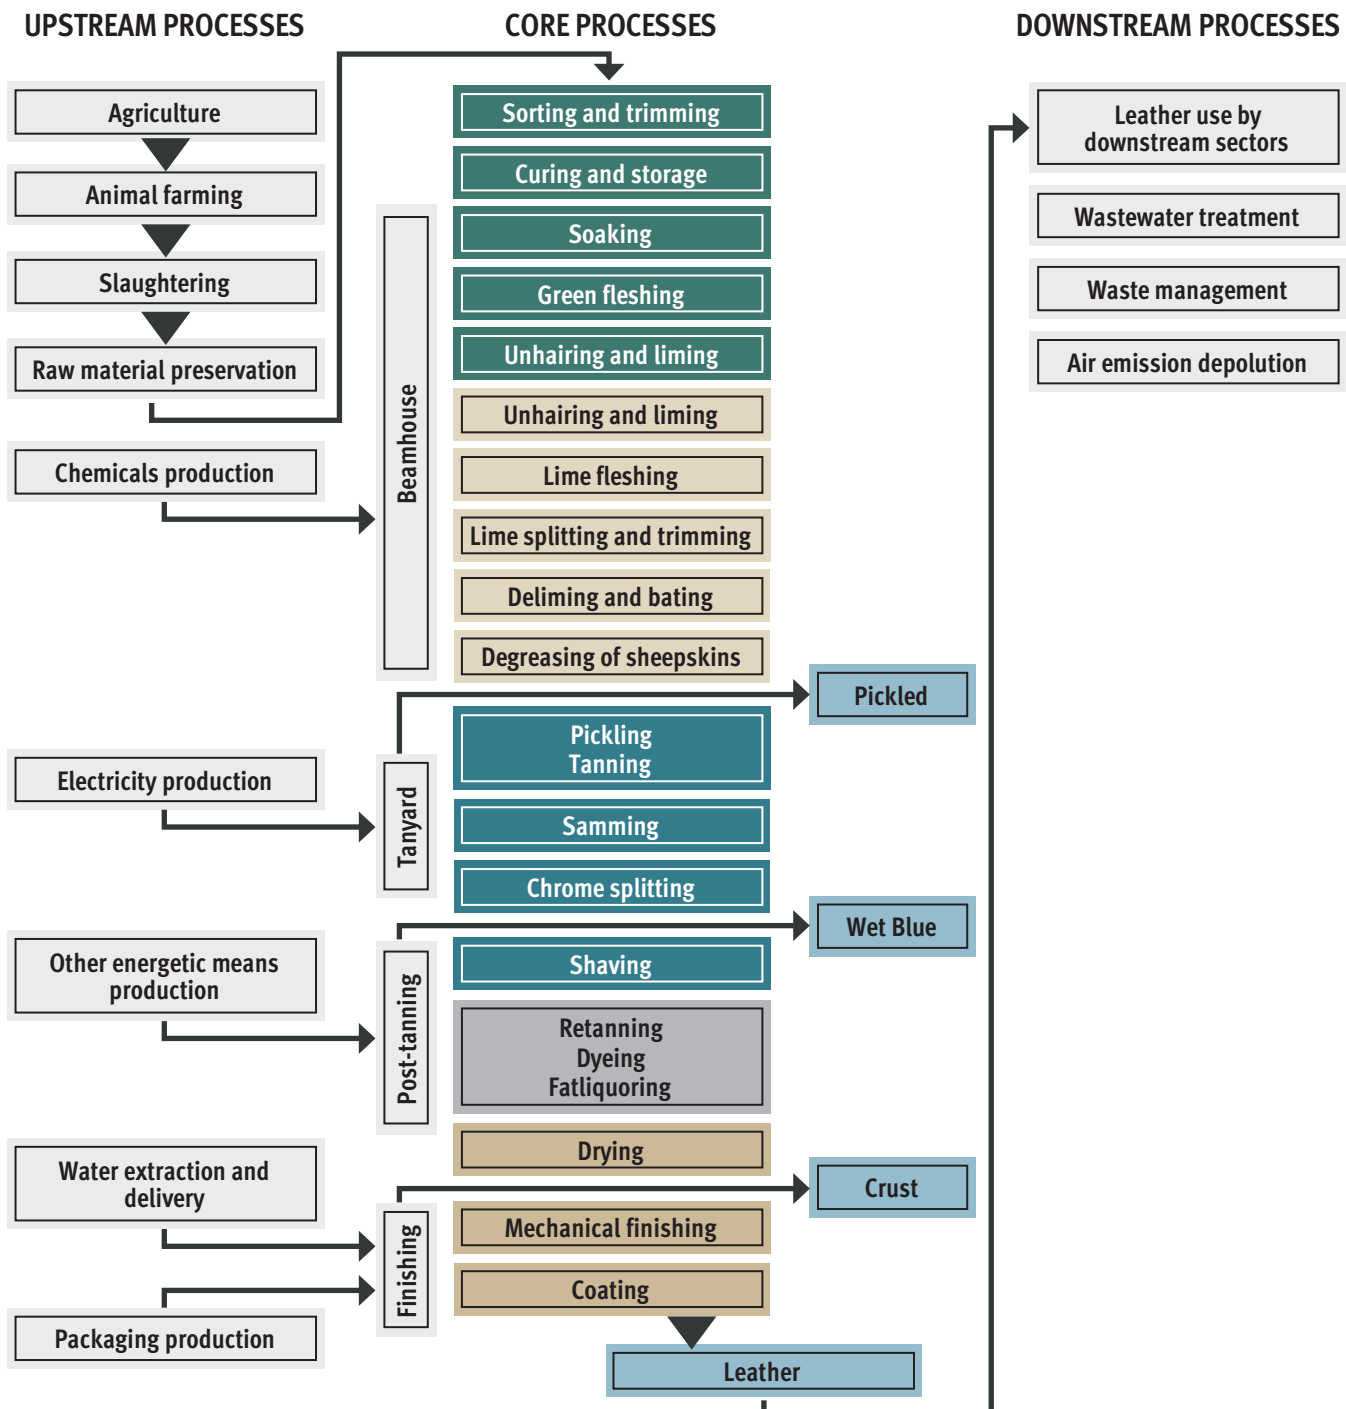 UPSTREAM PROCESSES
Agriculture
Animal farming
Slaughtering
Raw material preservation
Chemicals production
Electricity production
Other energetic means
production
Water extraction and
delivery
Packaging production
CORE PROCESSES
Beamhouse
Tanyard
Post-tanning
Finishing
Sorting and trimming
Curing and storage
Soaking
Green fleshing
Unhairing and liming
Unhairing and liming
Lime fleshing
Lime splitting and trimming
Deliming and bating
Degreasing of sheepskins
Pickling
Tanning
Samming
Chrome splitting
Shaving
Retanning
Dyeing
Fatliquoring
Drying
Mechanical finishing
Coating
Leather
Pickled
Wet Blue
Crust
DOWNSTREAM PROCESSES
Leather use by
downstream sectors
Wastewater treatment
Waste management
Air emission depolution